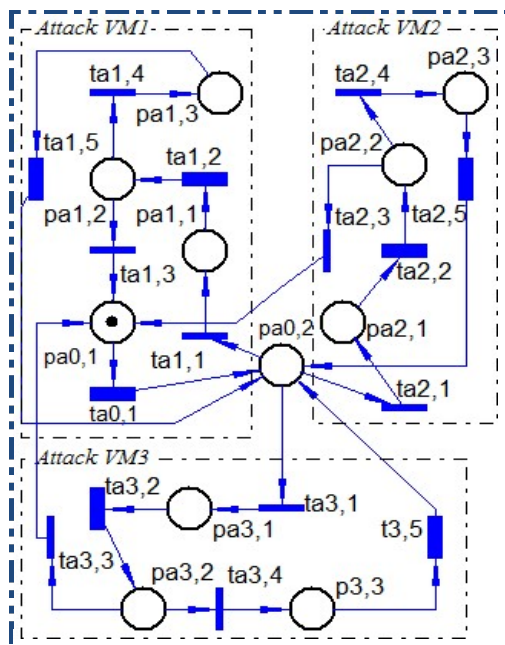 Attack VM1
ta1,4
pa1,3
ta1,5
ta1,2
pa1,2
pa1,1
ta1,3
pa0,1
ta1,1
ta0,1
pa0,2
Attack VM2
ta2,4
pa2,3
pa2,2
ta2,3
ta2,5
ta2,2
pa2,1
ta2,1
Attack VM3
ta3,2
pa3,1
ta3,1
t3,5
ta3,3
pa3,2
ta3,4
p3,3